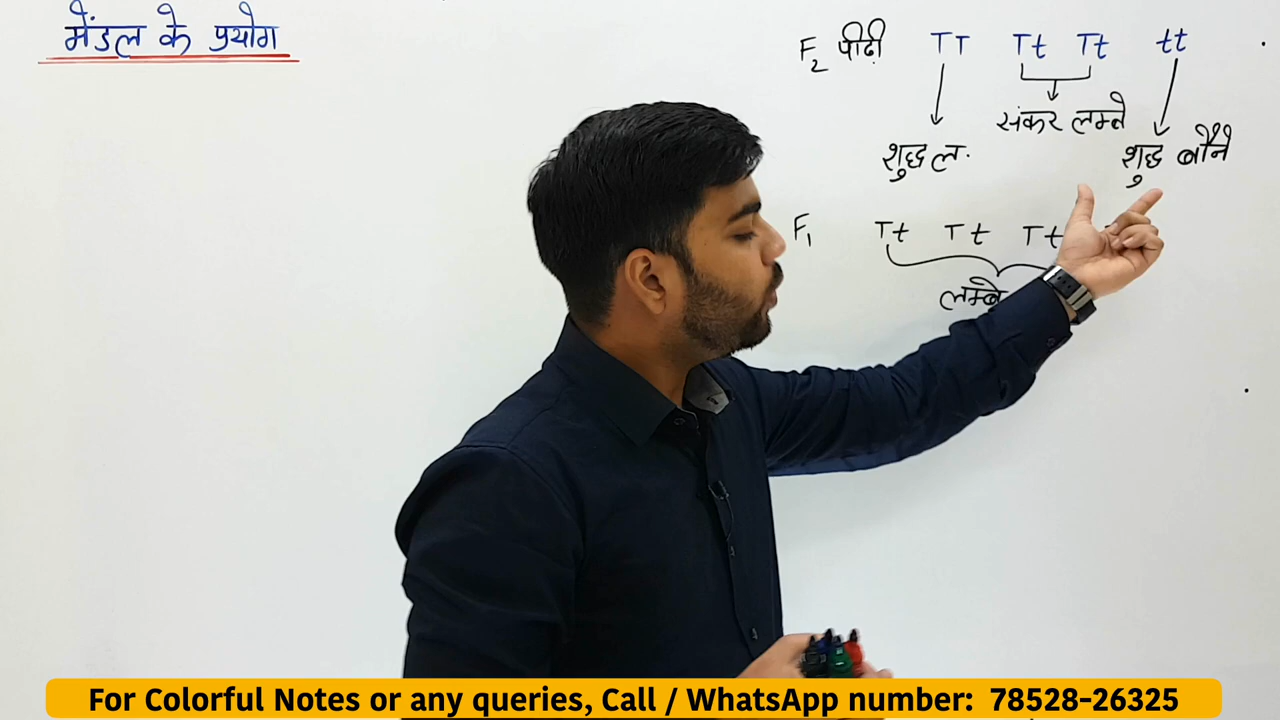 मेंडल के प्रयोग
F₂ पीढ़ी TT Tt Tt tt
संकर लम्बे
शुद्ध ल. शुद्ध बौने
F₁ Tt Tt Tt
लम्बे
For Colorful Notes or any queries, Call / WhatsApp number: 78528-26325